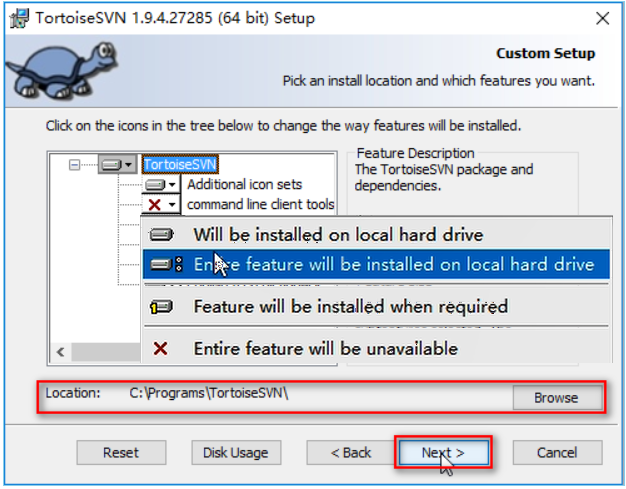 TortoiseSVN 1.9.4.27285 (64 bit) Setup
Custom Setup
Pick an install location and which features you want.
Click on the icons in the tree below to change the way features will be installed.
TortoiseSVN
Additional icon sets
command line client tools
Feature Description
The TortoiseSVN package and
dependencies.
Will be installed on local hard drive
Entire feature will be installed on local hard drive
Feature will be installed when required
Entire feature will be unavailable
Location: C:\Programs\TortoiseSVN\
Browse
Reset Disk Usage < Back Next > Cancel